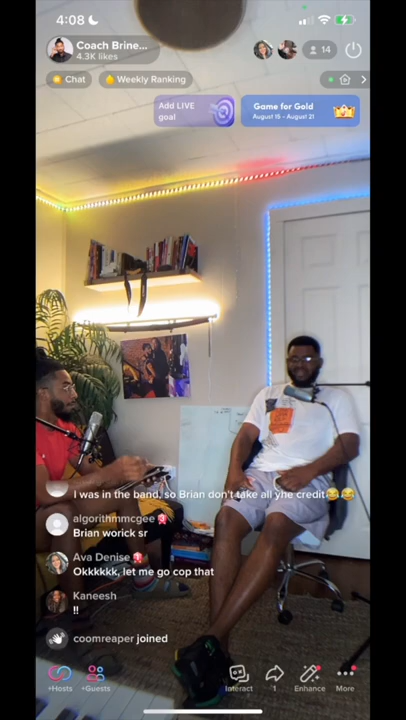 4:08
Coach Brine...
4.3K likes
14
Chat
Weekly Ranking
Add LIVE
goal
Game for Gold
August 15 - August 21
I was in the band, so Brian don't take all yhe credit😂😂
algorithmmcgee
Brian worick sr
Ava Denise
Okkkkkk, let me go cop that
Kaneesh
!!
coomreaper joined
+Hosts
+Guests
Interact
1
Enhance
More